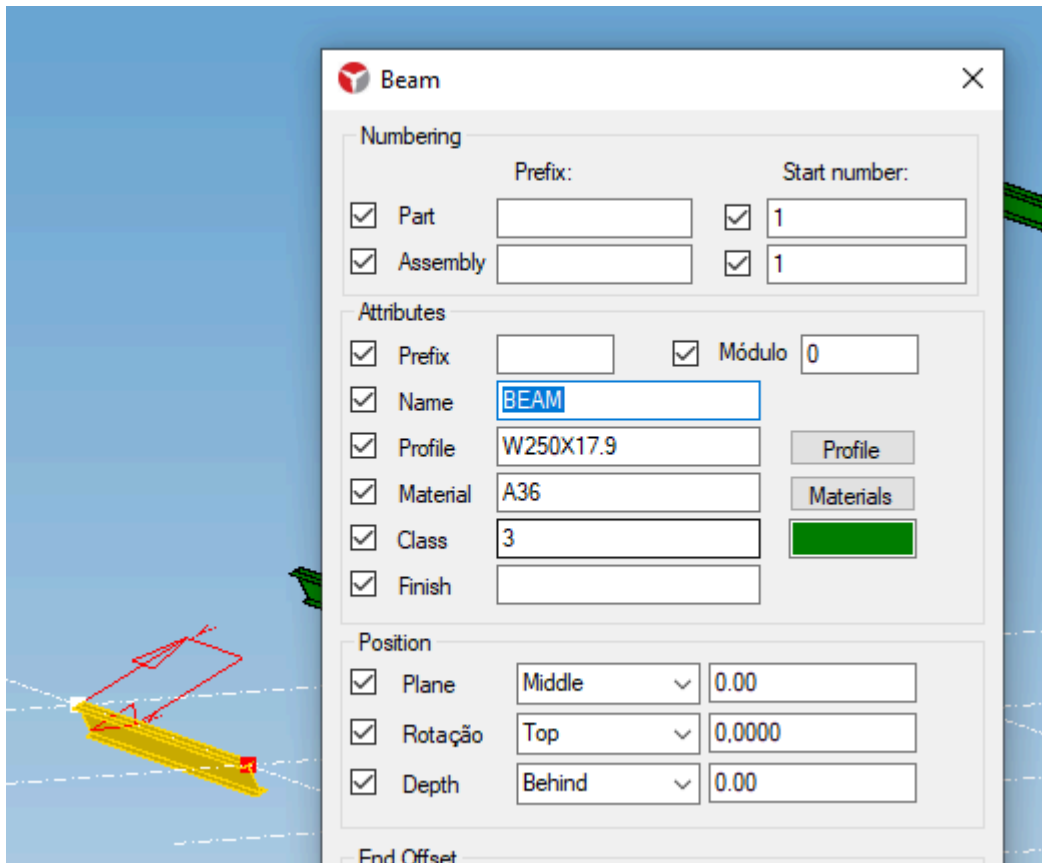 Beam
Numbering
Prefix: Start number:
Part 1
Assembly 1
Attributes
Prefix Módulo 0
Name BEAM
Profile W250X17.9 Profile
Material A36 Materials
Class 3
Finish
Position
Plane Middle 0.00
Rotação Top 0,0000
Depth Behind 0.00
End Offset